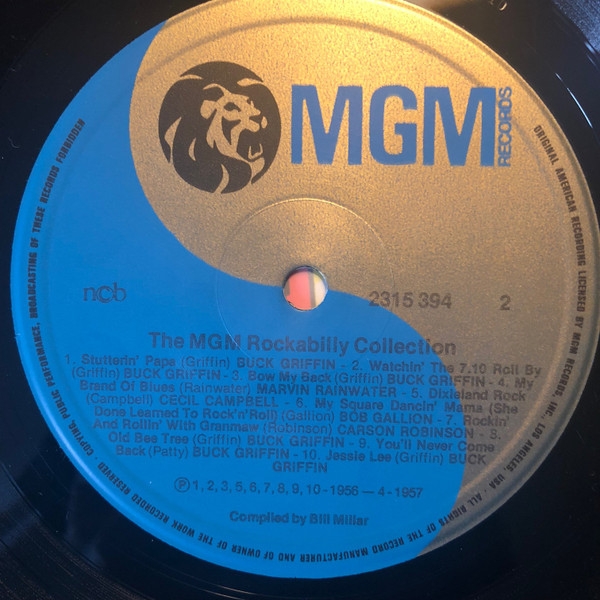 MGM
RECORDS
ncb
2315 394
2
The MGM Rockabilly Collection
1. Stutterin' Papa (Griffin) BUCK GRIFFIN - 2. Watchin' The 7.10 Roll By
(Griffin) BUCK GRIFFIN - 3. Bow My Back (Griffin) BUCK GRIFFIN - 4. My
Brand Of Blues (Rainwater) MARVIN RAINWATER - 5. Dixieland Rock
(Campbell) CECIL CAMPBELL - 6. My Square Dancin' Mama (She
Done Learned To Rock'n'Roll) (Gallion) BOB GALLION - 7. Rockin'
And Rollin' With Granmaw (Robinson) CARSON ROBINSON - 8.
Old Bee Tree (Griffin) BUCK GRIFFIN - 9. You'll Never Come
Back (Patty) BUCK GRIFFIN - 10. Jessie Lee (Griffin) BUCK
GRIFFIN
Ⓟ 1, 2, 3, 5, 6, 7, 8, 9, 10 - 1956 — 4 - 1957
Compiled by Bill Millar
ORIGINAL AMERICAN RECORDING LICENSED BY MGM RECORDS, INC., LOS ANGELES, USA · ALL RIGHTS OF THE RECORD MANUFACTURER AND OF OWNER OF THE WORK RECORDED RESERVED. COPYING, PUBLIC PERFORMANCE, BROADCASTING OF THESE RECORDS FORBIDDEN